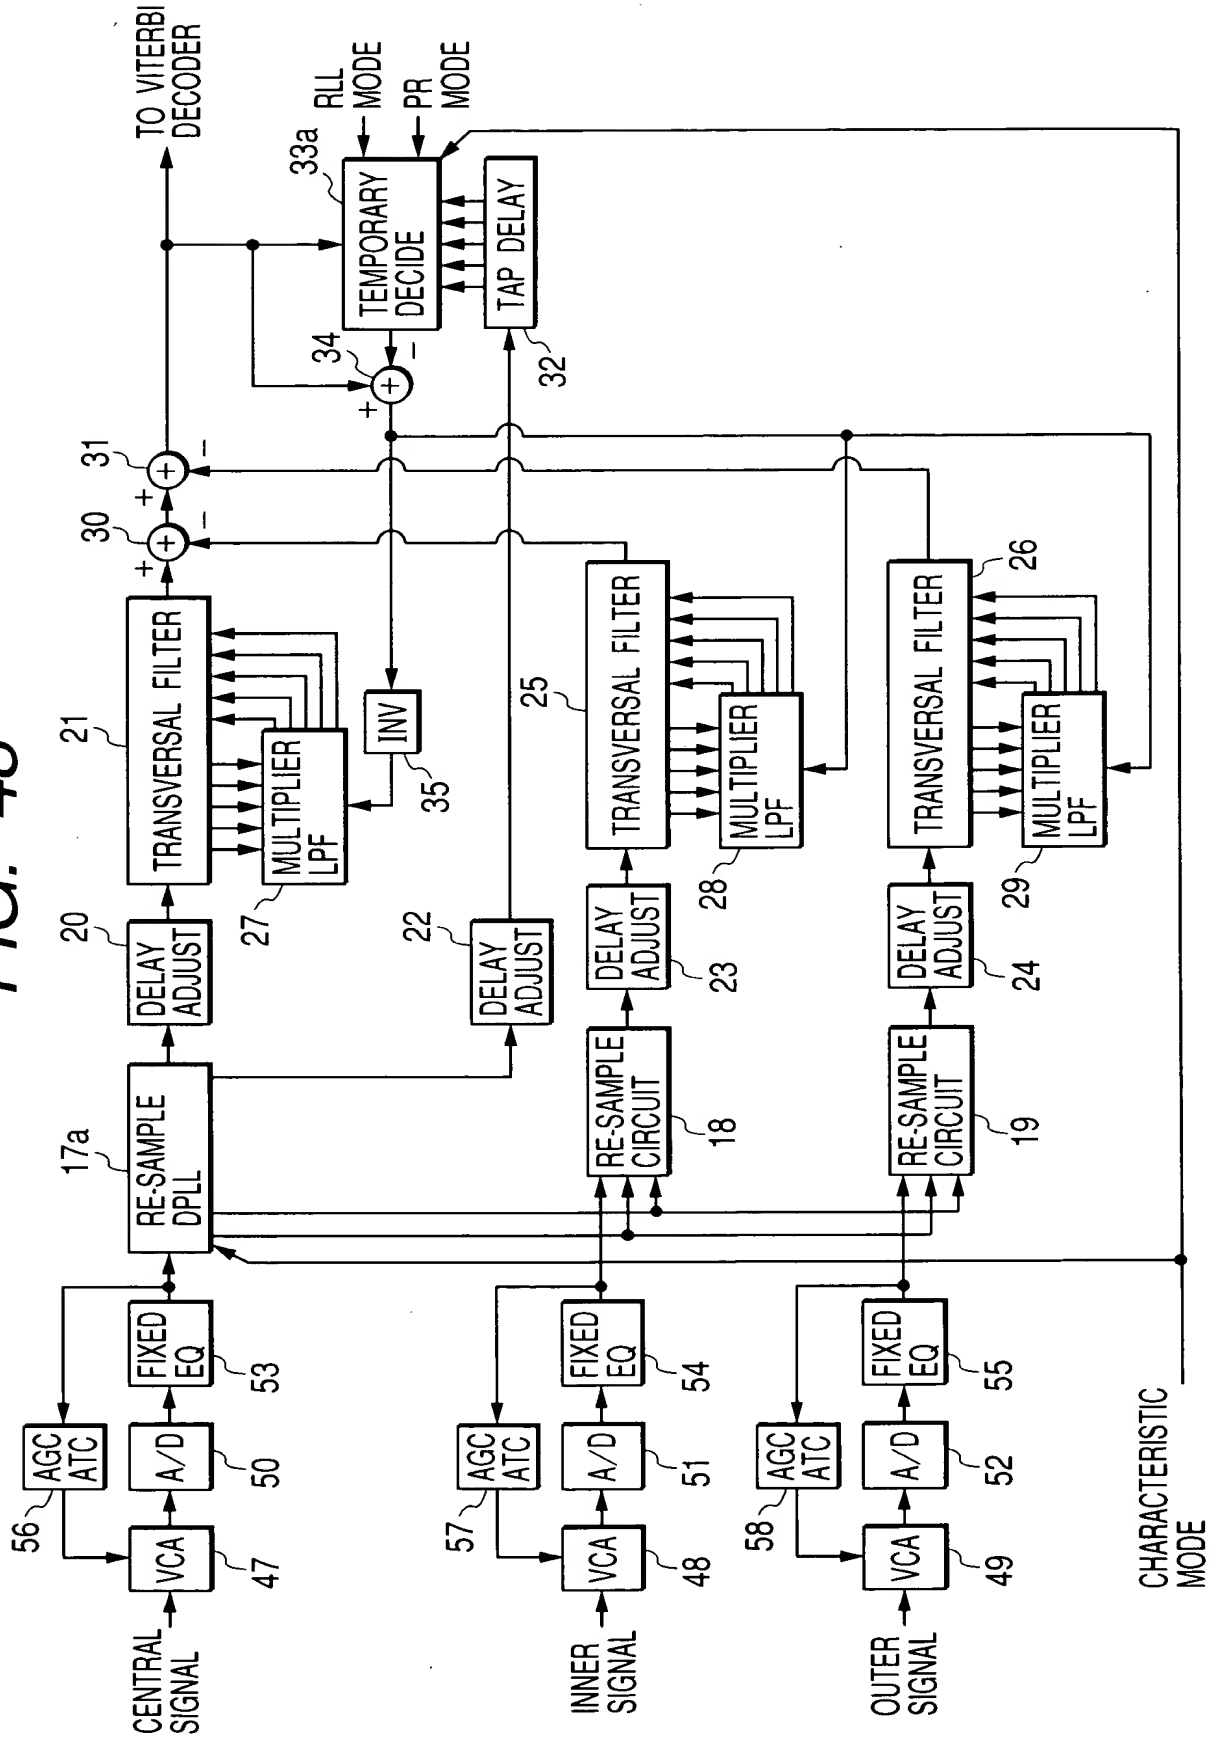 CENTRAL
SIGNAL
VCA
47
AGC
ATC
56
A/D
50
FIXED
EQ
53
RE-SAMPLE
DPLL
17a
DELAY
ADJUST
20
TRANSVERSAL FILTER
21
MULTIPLIER
LPF
27
+
+
−
30
+
+
−
31
TO VITERBI
DECODER
INV
35
+
+
−
34
TEMPORARY
DECIDE
33a
RLL
MODE
PR
MODE
DELAY
ADJUST
22
TAP DELAY
32
INNER
SIGNAL
VCA
48
AGC
ATC
57
A/D
51
FIXED
EQ
54
RE-SAMPLE
CIRCUIT
18
DELAY
ADJUST
23
TRANSVERSAL FILTER
25
MULTIPLIER
LPF
28
OUTER
SIGNAL
VCA
49
AGC
ATC
58
A/D
52
FIXED
EQ
55
RE-SAMPLE
CIRCUIT
19
DELAY
ADJUST
24
TRANSVERSAL FILTER
26
MULTIPLIER
LPF
29
CHARACTERISTIC
MODE